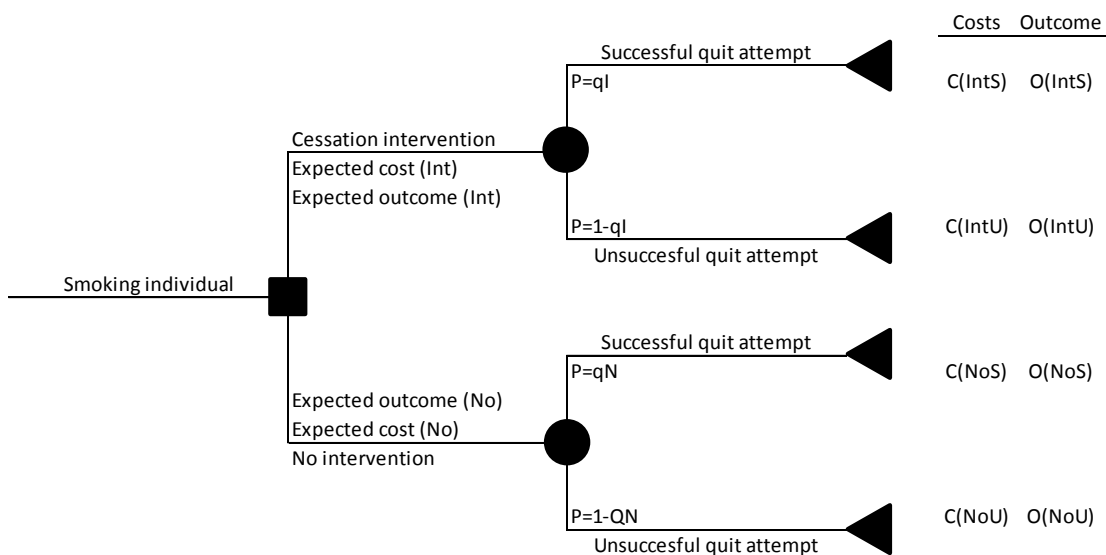 Costs Outcome
Successful quit attempt
P=qI
C(IntS) O(IntS)
Cessation intervention
Expected cost (Int)
Expected outcome (Int)
P=1-qI
C(IntU) O(IntU)
Unsuccesful quit attempt
Smoking individual
Successful quit attempt
P=qN
C(NoS) O(NoS)
Expected outcome (No)
Expected cost (No)
No intervention
P=1-QN
C(NoU) O(NoU)
Unsuccesful quit attempt